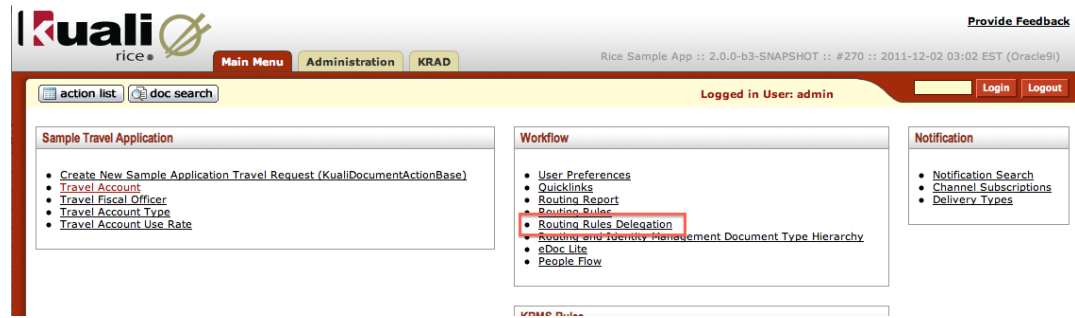 Provide Feedback
kuali
rice
Main Menu Administration KRAD
Rice Sample App :: 2.0.0-b3-SNAPSHOT :: #270 :: 2011-12-02 03:02 EST (Oracle9i)
action list doc search
Logged in User: admin
Login Logout
Sample Travel Application
Create New Sample Application Travel Request (KualiDocumentActionBase)
Travel Account
Travel Fiscal Officer
Travel Account Type
Travel Account Use Rate
Workflow
User Preferences
Quicklinks
Routing Report
Routing Rules
Routing Rules Delegation
Routing and Identity Management Document Type Hierarchy
eDoc Lite
People Flow
Notification
Notification Search
Channel Subscriptions
Delivery Types
KRMS Rules